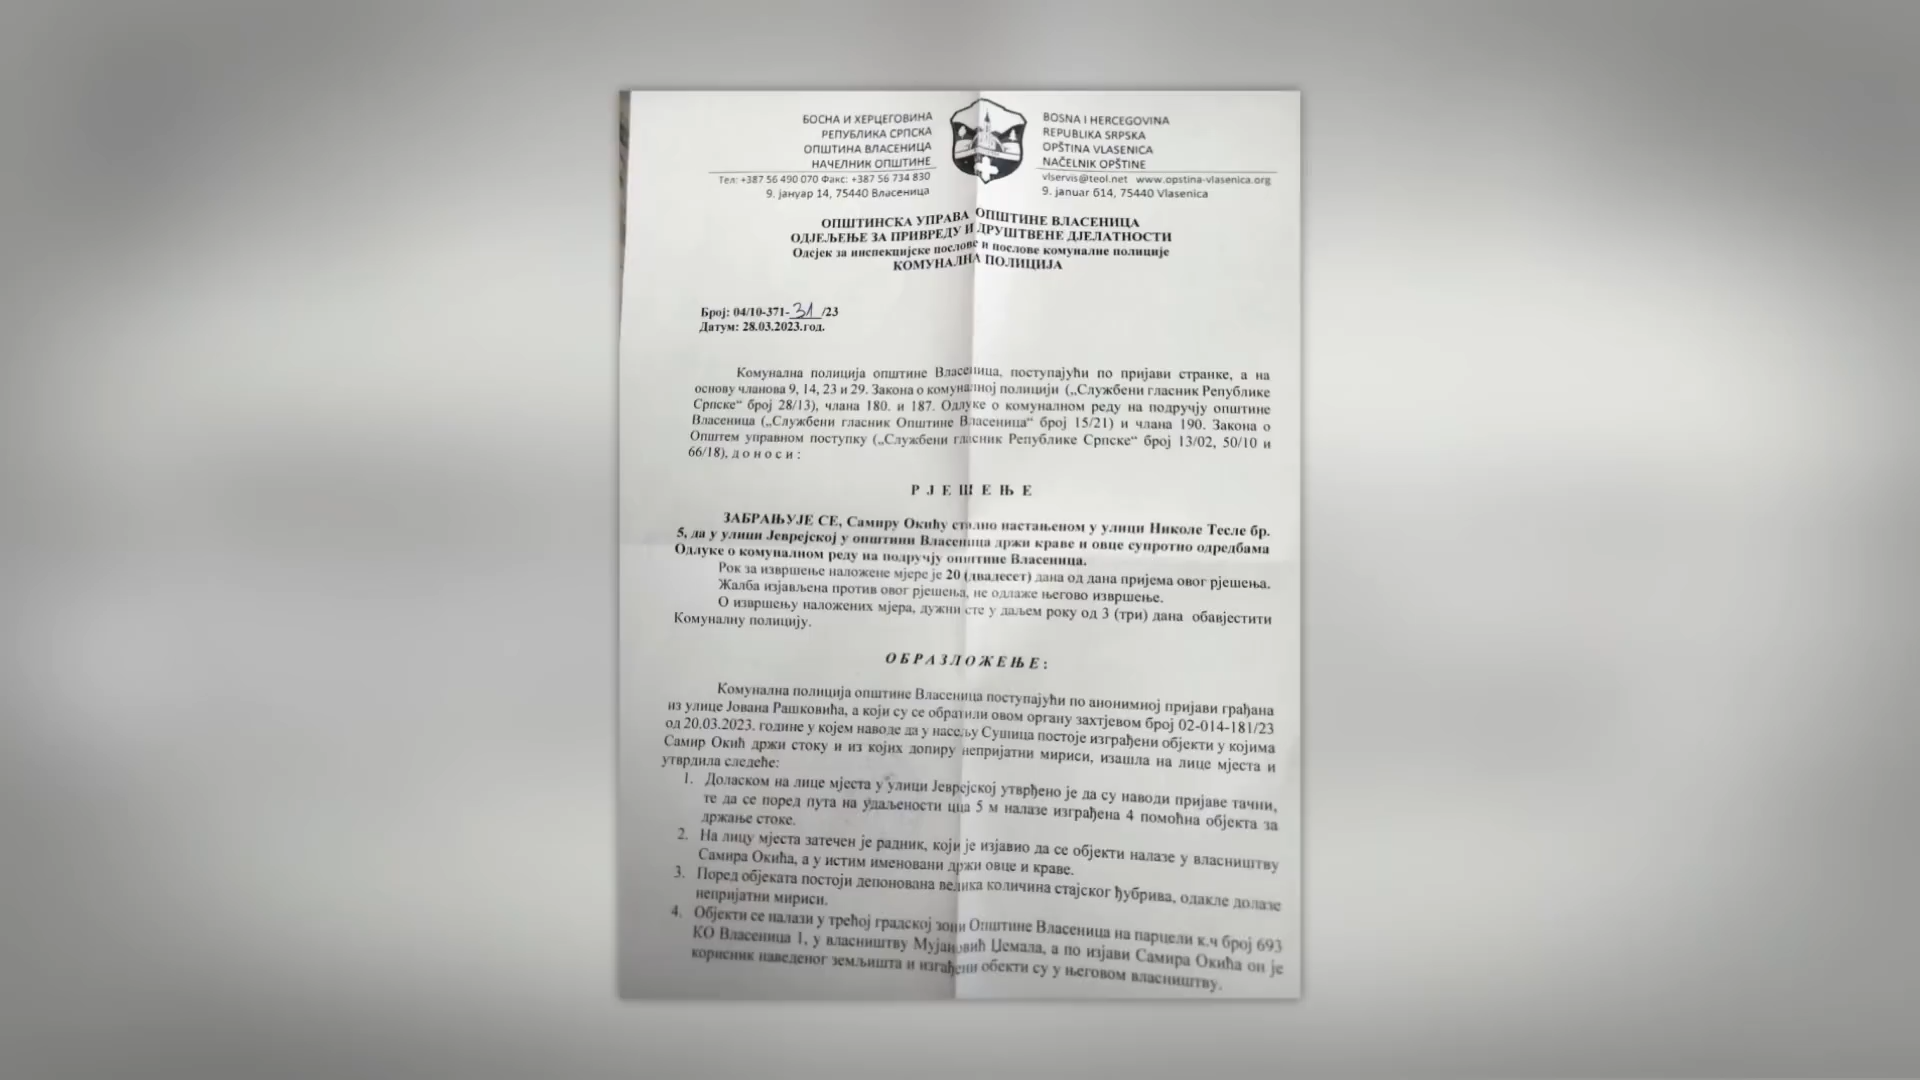 БОСНА И ХЕРЦЕГОВИНА
РЕПУБЛИКА СРПСКА
ОПШТИНА ВЛАСЕНИЦА
НАЧЕЛНИК ОПШТИНЕ
Тел: +387 56 490 070 Факс: +387 56 734 830
9. јануар 14, 75440 Власеница
BOSNA I HERCEGOVINA
REPUBLIKA SRPSKA
OPŠTINA VLASENICA
NAČELNIK OPŠTINE
vlservis@teol.net www.opstina-vlasenica.org
9. januar б14, 75440 Vlasenica
ОПШТИНСКА УПРАВА ОПШТИНЕ ВЛАСЕНИЦА
ОДЈЕЉЕЊЕ ЗА ПРИВРЕДУ И ДРУШТВЕНЕ ДЈЕЛАТНОСТИ
Одсјек за инспекцијске послове и послове комуналне полиције
КОМУНАЛНА ПОЛИЦИЈА
Број: 04/10-371-31/23
Датум: 28.03.2023.год.
Комунална полиција општине Власеница, поступајући по пријави странке, а на
основу чланова 9, 14, 23 и 29. Закона о комуналној полицији („Службени гласник Републике
Српске“ број 28/13), члана 180. и 187. Одлуке о комуналном реду на подручју општине
Власеница („Службени гласник Општине Власеница“ број 15/21) и члана 190. Закона о
Општем управном поступку („Службени гласник Републике Српске“ број 13/02, 50/10 и
66/18), д о н о с и :
Р Ј Е Ш Е Њ Е
ЗАБРАЊУЈЕ СЕ, Самиру Окићу стално настањеном у улици Николе Тесле бр.
5, да у улици Јеврејској у општини Власеница држи краве и овце супротно одредбама
Одлуке о комуналном реду на подручју општине Власеница.
Рок за извршење наложене мјере је 20 (двадесет) дана од дана пријема овог рјешења.
Жалба изјављена против овог рјешења, не одлаже његово извршење.
О извршењу наложених мјера, дужни сте у даљем року од 3 (три) дана обавјестити
Комуналну полицију.
О Б Р А З Л О Ж Е Њ Е :
Комунална полиција општине Власеница поступајући по анонимној пријави грађана
из улице Јована Рашковића, а који су се обратили овом органу захтјевом број 02-014-181/23
од 20.03.2023. године у којем наводе да у насељу Сушица постоје изграђени објекти у којима
Самир Окић држи стоку и из којих допиру непријатни мириси, изашла на лице мјеста и
утврдила следеће:
1. Доласком на лице мјеста у улици Јеврејској утврђено је да су наводи пријаве тачни,
те да се поред пута на удаљености цца 5 м налазе изграђена 4 помоћна објекта за
држање стоке.
2. На лицу мјеста затечен је радник, који је изјавио да се објекти налазе у власништву
Самира Окића, а у истим именовани држи овце и краве.
3. Поред објеката постоји депонована велика количина стајског ђубрива, одакле долазе
непријатни мириси.
4. Објекти се налази у трећој градској зони Општине Власеница на парцели к.ч број 693
КО Власеница 1, у власништву Мујановић Џемала, а по изјави Самира Окића он је
корисник наведеног земљишта и изгађени обекти су у његовом власништву.